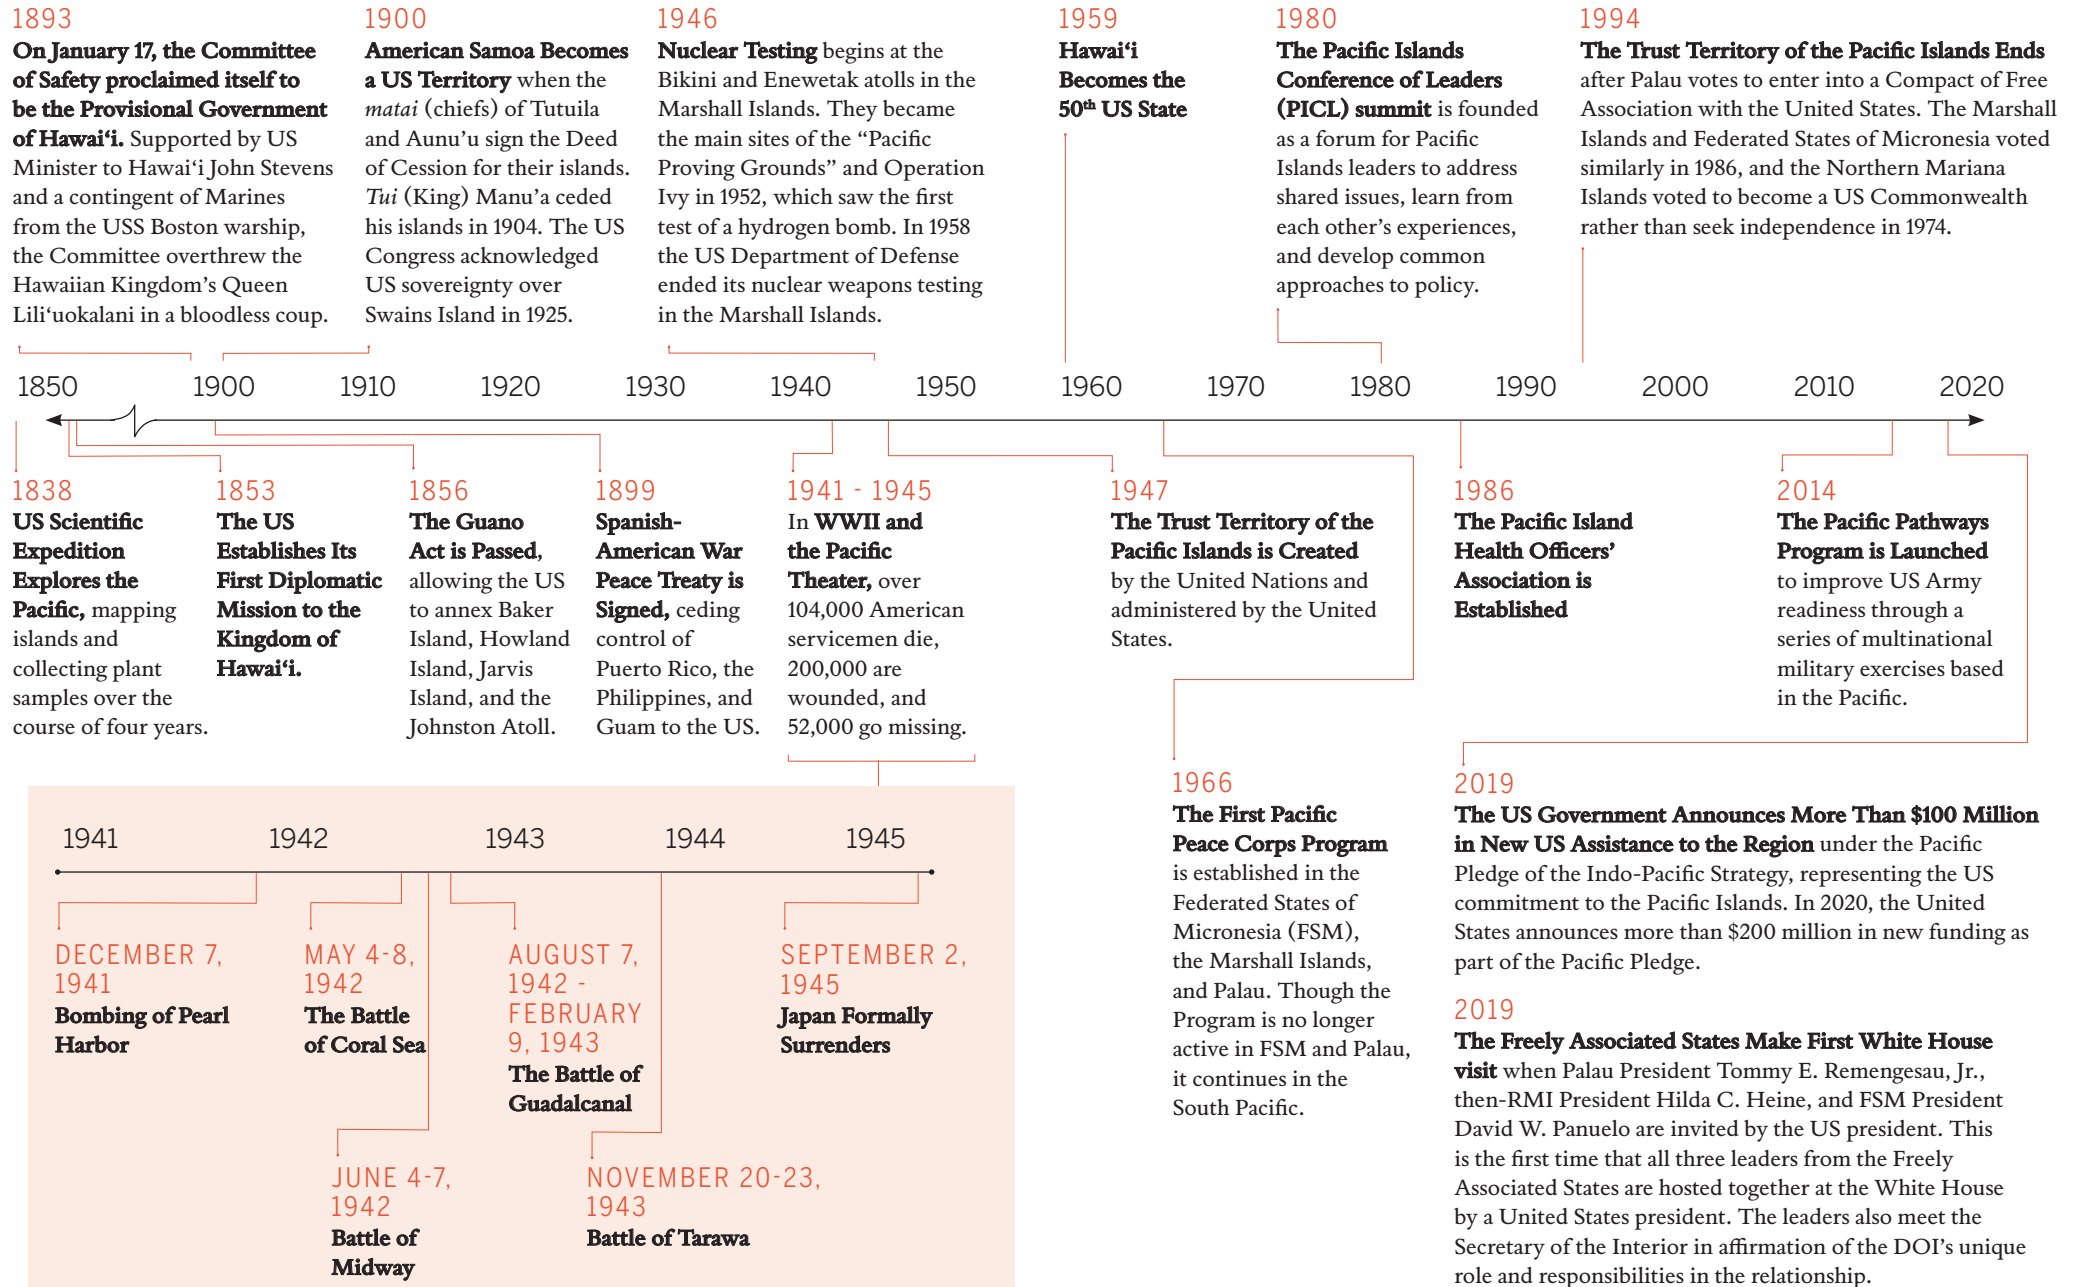 1893
On January 17, the Committee
of Safety proclaimed itself to
be the Provisional Government
of Hawai‘i. Supported by US
Minister to Hawai‘i John Stevens
and a contingent of Marines
from the USS Boston warship,
the Committee overthrew the
Hawaiian Kingdom’s Queen
Lili‘uokalani in a bloodless coup.
1900
American Samoa Becomes
a US Territory when the
matai (chiefs) of Tutuila
and Aunu’u sign the Deed
of Cession for their islands.
Tui (King) Manu’a ceded
his islands in 1904. The US
Congress acknowledged
US sovereignty over
Swains Island in 1925.
1946
Nuclear Testing begins at the
Bikini and Enewetak atolls in the
Marshall Islands. They became
the main sites of the “Pacific
Proving Grounds” and Operation
Ivy in 1952, which saw the first
test of a hydrogen bomb. In 1958
the US Department of Defense
ended its nuclear weapons testing
in the Marshall Islands.
1959
Hawai‘i
Becomes the
50th US State
1980
The Pacific Islands
Conference of Leaders
(PICL) summit is founded
as a forum for Pacific
Islands leaders to address
shared issues, learn from
each other’s experiences,
and develop common
approaches to policy.
1994
The Trust Territory of the Pacific Islands Ends
after Palau votes to enter into a Compact of Free
Association with the United States. The Marshall
Islands and Federated States of Micronesia voted
similarly in 1986, and the Northern Mariana
Islands voted to become a US Commonwealth
rather than seek independence in 1974.
1850 1900 1910 1920 1930 1940 1950 1960 1970 1980 1990 2000 2010 2020
1838
US Scientific
Expedition
Explores the
Pacific, mapping
islands and
collecting plant
samples over the
course of four years.
1853
The US
Establishes Its
First Diplomatic
Mission to the
Kingdom of
Hawai‘i.
1856
The Guano
Act is Passed,
allowing the US
to annex Baker
Island, Howland
Island, Jarvis
Island, and the
Johnston Atoll.
1899
Spanish-
American War
Peace Treaty is
Signed, ceding
control of
Puerto Rico, the
Philippines, and
Guam to the US.
1941 - 1945
In WWII and
the Pacific
Theater, over
104,000 American
servicemen die,
200,000 are
wounded, and
52,000 go missing.
1947
The Trust Territory of the
Pacific Islands is Created
by the United Nations and
administered by the United
States.
1986
The Pacific Island
Health Officers’
Association is
Established
2014
The Pacific Pathways
Program is Launched
to improve US Army
readiness through a
series of multinational
military exercises based
in the Pacific.
1941 1942 1943 1944 1945
DECEMBER 7,
1941
Bombing of Pearl
Harbor
MAY 4-8,
1942
The Battle
of Coral Sea
AUGUST 7,
1942 -
FEBRUARY
9, 1943
The Battle of
Guadalcanal
SEPTEMBER 2,
1945
Japan Formally
Surrenders
JUNE 4-7,
1942
Battle of
Midway
NOVEMBER 20-23,
1943
Battle of Tarawa
1966
The First Pacific
Peace Corps Program
is established in the
Federated States of
Micronesia (FSM),
the Marshall Islands,
and Palau. Though the
Program is no longer
active in FSM and Palau,
it continues in the
South Pacific.
2019
The US Government Announces More Than $100 Million
in New US Assistance to the Region under the Pacific
Pledge of the Indo-Pacific Strategy, representing the US
commitment to the Pacific Islands. In 2020, the United
States announces more than $200 million in new funding as
part of the Pacific Pledge.
2019
The Freely Associated States Make First White House
visit when Palau President Tommy E. Remengesau, Jr.,
then-RMI President Hilda C. Heine, and FSM President
David W. Panuelo are invited by the US president. This
is the first time that all three leaders from the Freely
Associated States are hosted together at the White House
by a United States president. The leaders also meet the
Secretary of the Interior in affirmation of the DOI’s unique
role and responsibilities in the relationship.